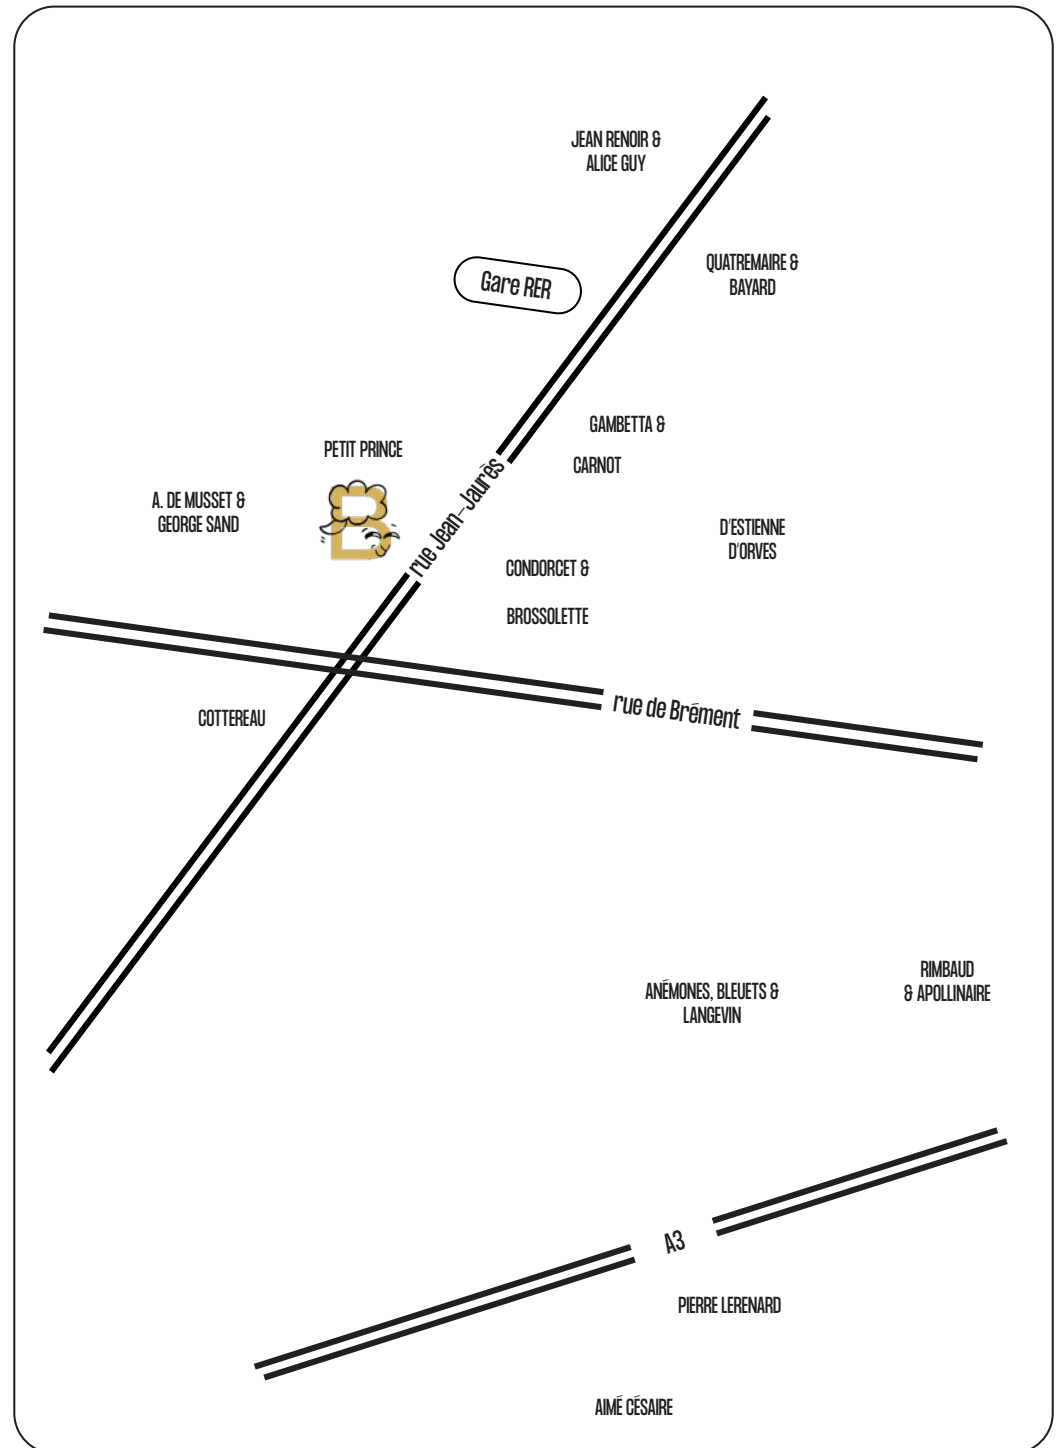 JEAN RENOIR &
ALICE GUY
QUATREMAIRE &
BAYARD
Gare RER
GAMBETTA &
CARNOT
PETIT PRINCE
A. DE MUSSET &
GEORGE SAND
B
rue Jean-Jaurès
D'ESTIENNE
D'ORVES
CONDORCET &
BROSSOLETTE
rue de Brément
COTTEREAU
RIMBAUD
& APOLLINAIRE
ANÉMONES, BLEUETS &
LANGEVIN
A3
PIERRE LERENARD
AIMÉ CÉSAIRE